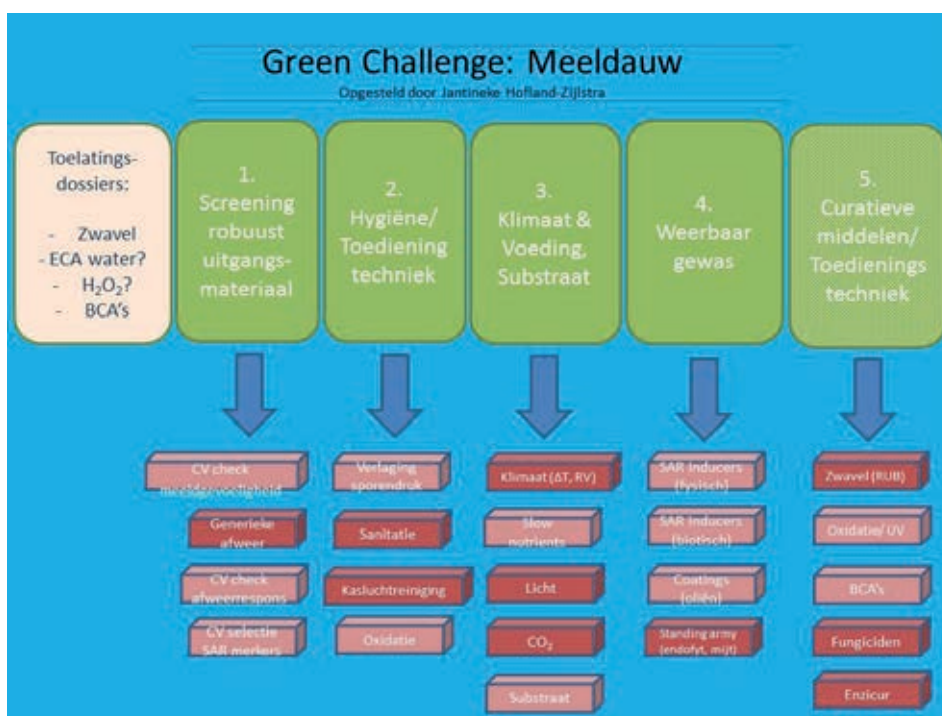 Green Challenge: Meeldauw
Opgesteld door Jantineke Hofland-Zijlstra
Toelatings-
dossiers:
- Zwavel
- ECA water?
- H₂O₂?
- BCA's
1.
Screening
robuust
uitgangs-
materiaal
2.
Hygiëne/
Toediening
techniek
3.
Klimaat &
Voeding,
Substraat
4.
Weerbaar
gewas
5.
Curatieve
middelen/
Toedienings
techniek
CV check
meeldgevoeligheid
Generieke
afweer
CV check
afweerrespons
CV selectie
SAR merkers
Verlaging
sporendruk
Sanitatie
Kasluchtreiniging
Oxidatie
Klimaat (ΔT, RV)
Slow
nutrients
Licht
CO₂
Substraat
SAR Inducers
(fysisch)
SAR Inducers
(biotisch)
Coatings
(oliën)
Standing army
(endofyt, mijt)
Zwavel (RUB)
Oxidatie/ UV
BCA's
Fungiciden
Enzicur